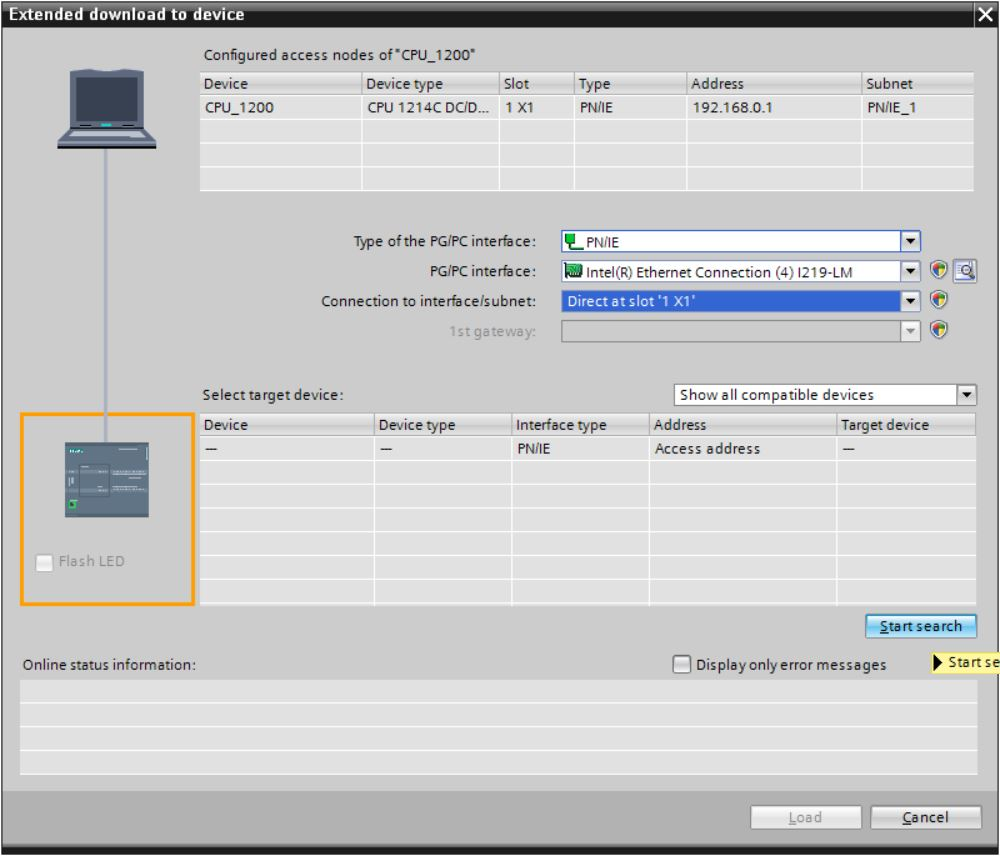 Extended download to device
Configured access nodes of "CPU_1200"
Device Device type Slot Type Address Subnet
CPU_1200 CPU 1214C DC/D... 1 X1 PN/IE 192.168.0.1 PN/IE_1
Type of the PG/PC interface: PN/IE
PG/PC interface: Intel(R) Ethernet Connection (4) I219-LM
Connection to interface/subnet: Direct at slot '1 X1'
1st gateway:
Select target device: Show all compatible devices
Device Device type Interface type Address Target device
— — PN/IE Access address —
Flash LED
Start search
Online status information: Display only error messages Start se
Load Cancel